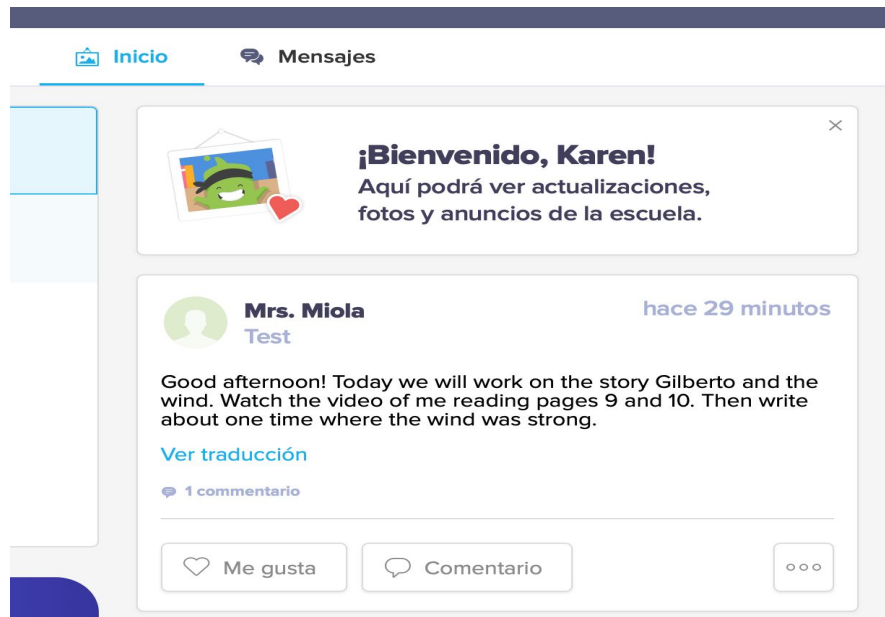 Inicio Mensajes
¡Bienvenido, Karen!
Aquí podrá ver actualizaciones,
fotos y anuncios de la escuela.
Mrs. Miola hace 29 minutos
Test
Good afternoon! Today we will work on the story Gilberto and the
wind. Watch the video of me reading pages 9 and 10. Then write
about one time where the wind was strong.
Ver traducción
1 commentario
Me gusta Comentario